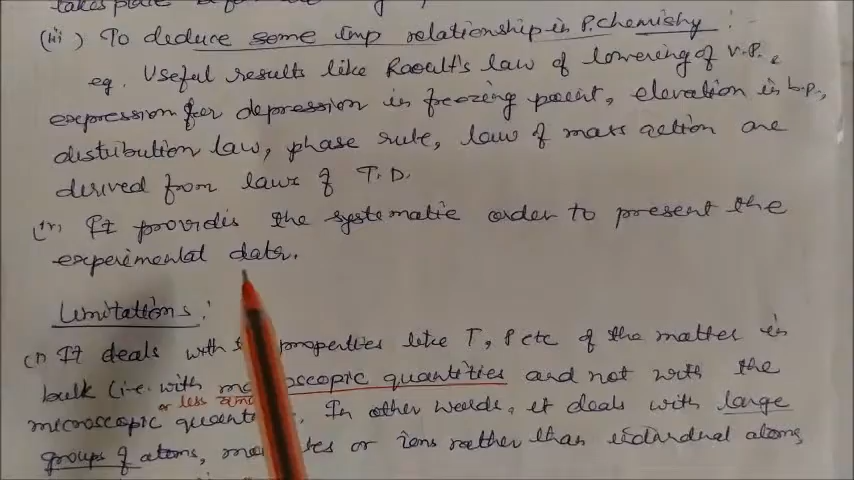 takes place
(iii) To deduce some Imp relationship in P.chemistry :
eg. Useful results like Raoult's law of lowering of V.P.,
expression for depression in freezing point, elevation in b.p.,
distribution law, phase rule, law of mass action are
derived from laws of T.D.
(iv) It provides the systematic order to present the
experimental data.
Limitations :
(i) It deals with properties like T, P etc of the matter in
bulk (i.e. with scopic quantities and not with the
or less
microscopic In other words, it deals with large
groups of atoms, or ions rather than individual atoms,